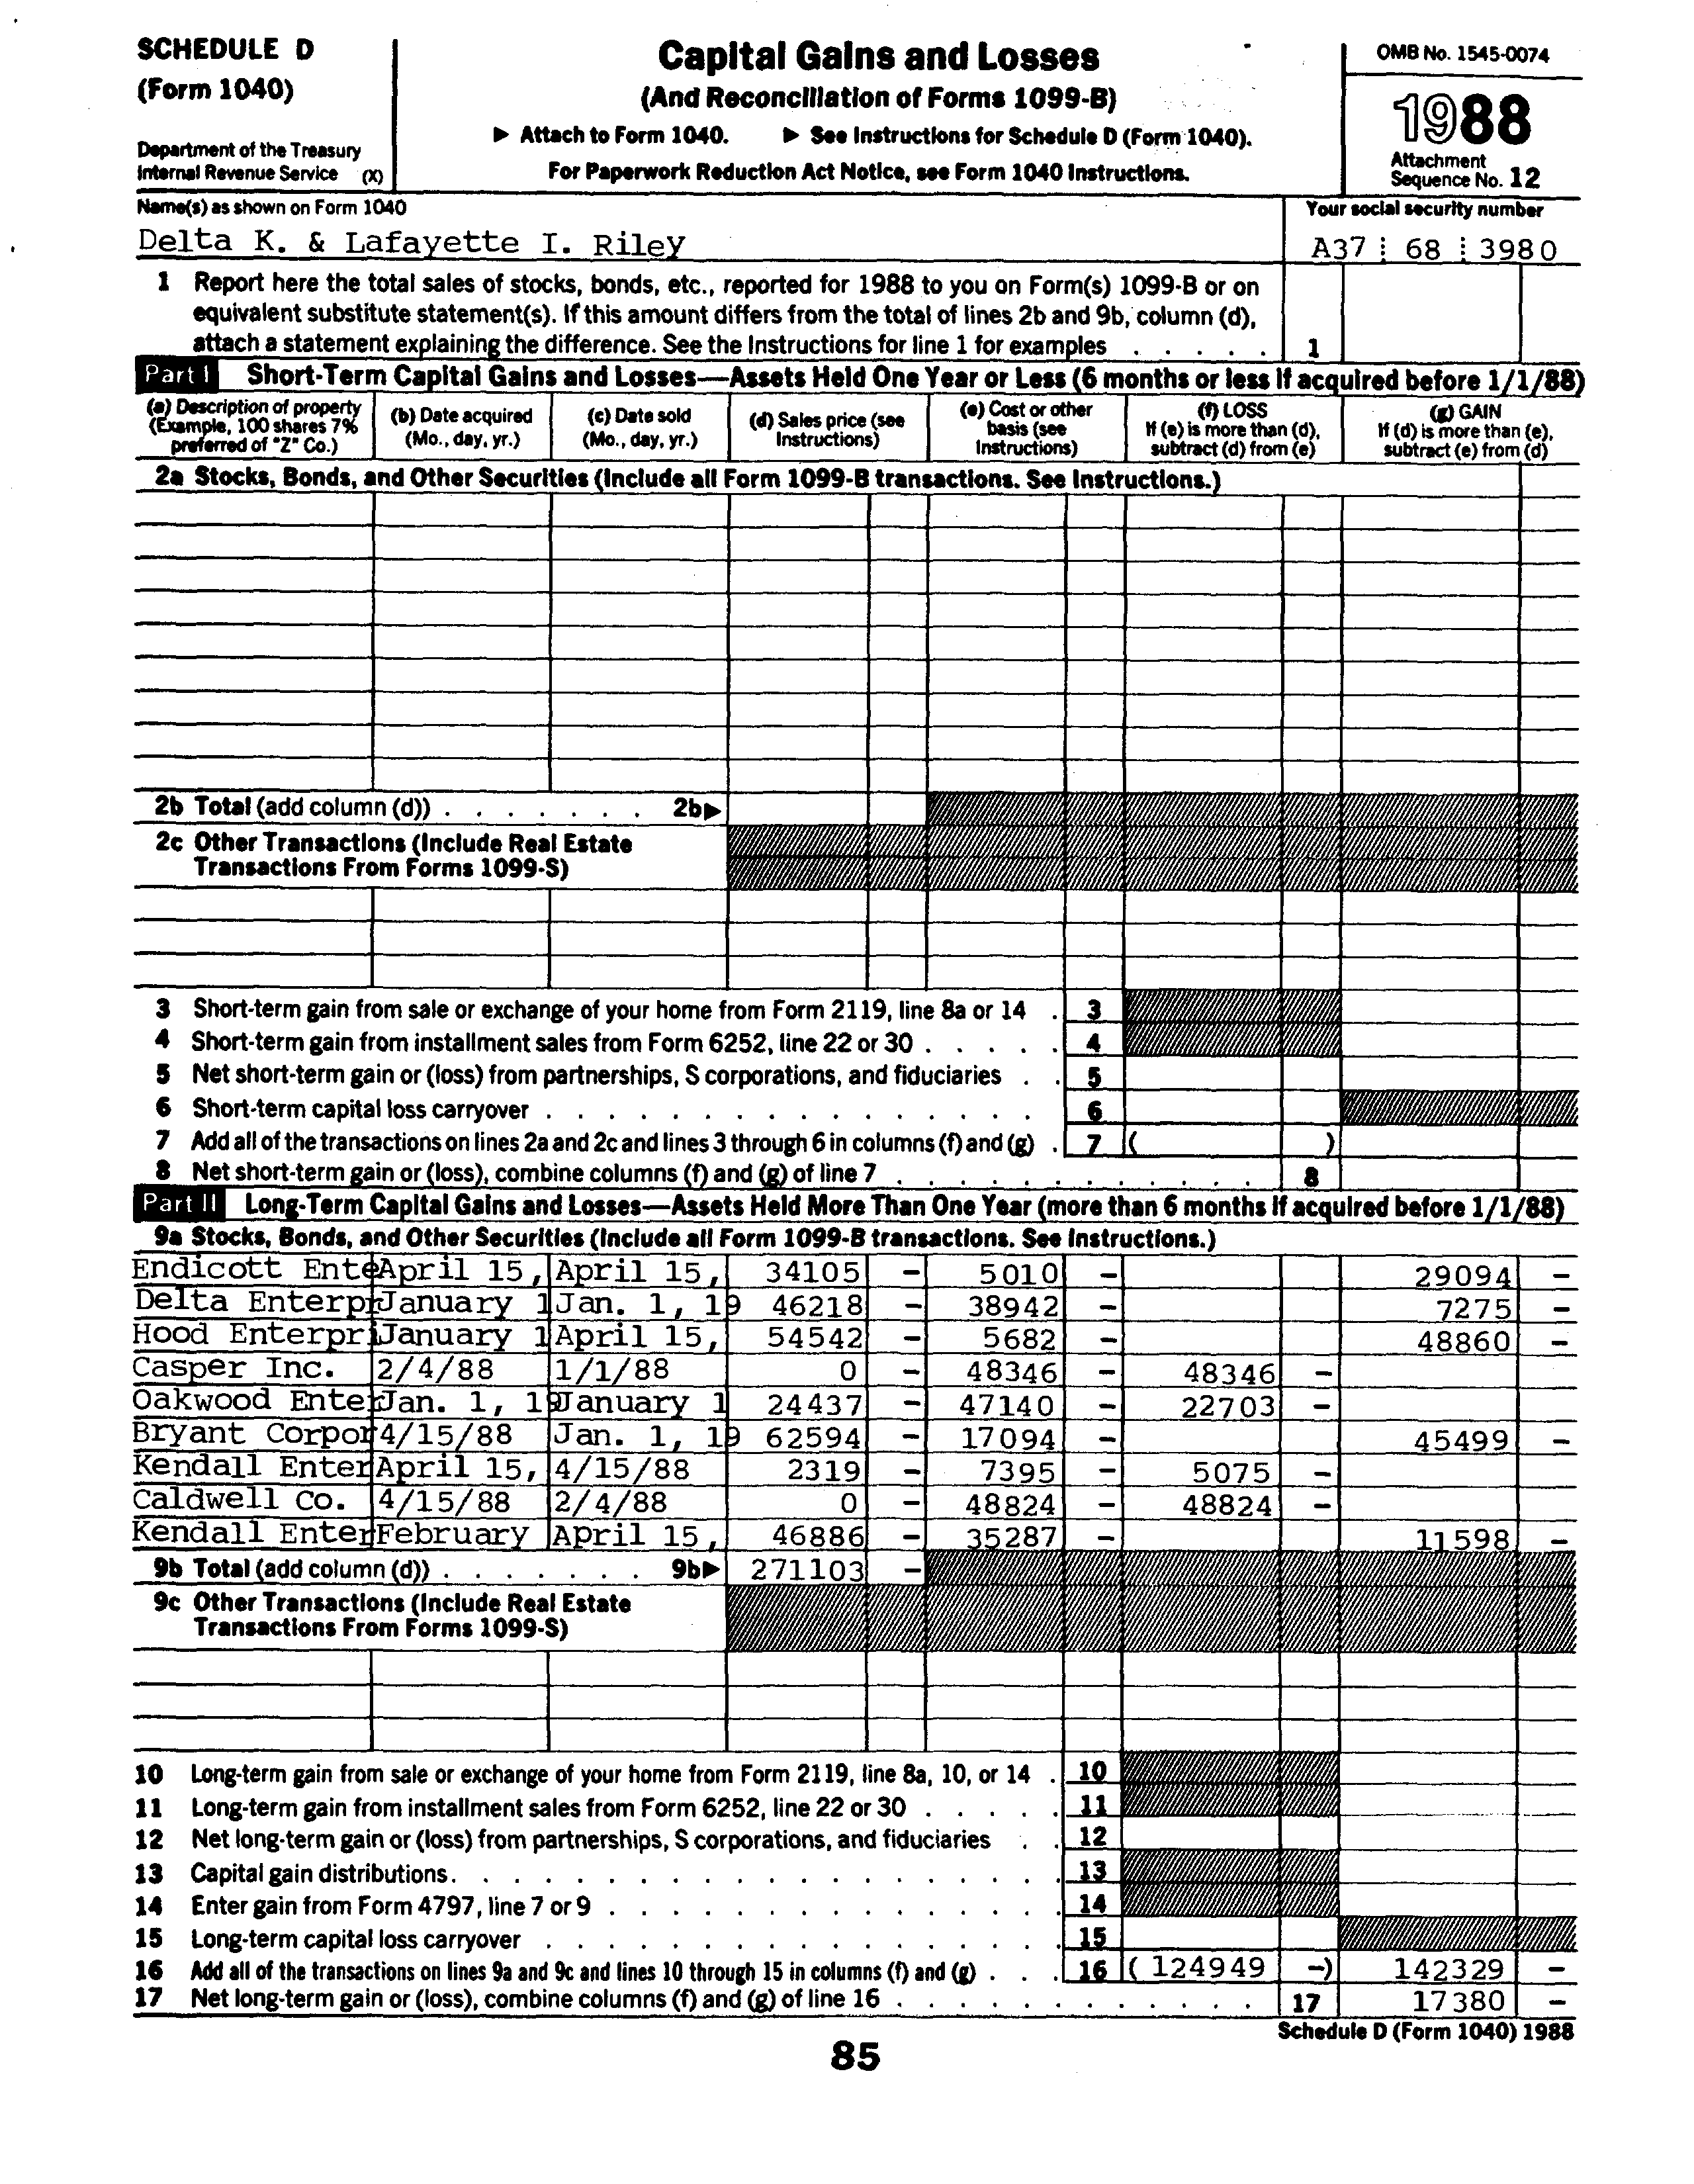 SCHEDULE D
(Form 1040)
Department of the Treasury
Internal Revenue Service (X)
Capital Gains and Losses
(And Reconciliation of Forms 1099-B)
▶ Attach to Form 1040. ▶ See Instructions for Schedule D (Form 1040).
For Paperwork Reduction Act Notice, see Form 1040 Instructions.
OMB No. 1545-0074
1988
Attachment
Sequence No. 12
Name(s) as shown on Form 1040
Delta K. & Lafayette I. Riley
Your social security number
A37 68 3980
1 Report here the total sales of stocks, bonds, etc., reported for 1988 to you on Form(s) 1099-B or on
equivalent substitute statement(s). If this amount differs from the total of lines 2b and 9b, column (d),
attach a statement explaining the difference. See the Instructions for line 1 for examples . . . . . 1
Part I Short-Term Capital Gains and Losses—Assets Held One Year or Less (6 months or less if acquired before 1/1/88)
(a) Description of property
(Example, 100 shares 7%
preferred of "Z" Co.)
(b) Date acquired
(Mo., day, yr.)
(c) Date sold
(Mo., day, yr.)
(d) Sales price (see
Instructions)
(e) Cost or other
basis (see
Instructions)
(f) LOSS
If (e) is more than (d),
subtract (d) from (e)
(g) GAIN
If (d) is more than (e),
subtract (e) from (d)
2a Stocks, Bonds, and Other Securities (Include all Form 1099-B transactions. See Instructions.)
2b Total (add column (d)) . . . . . . . 2b▶
2c Other Transactions (Include Real Estate
Transactions From Forms 1099-S)
3 Short-term gain from sale or exchange of your home from Form 2119, line 8a or 14 . 3
4 Short-term gain from installment sales from Form 6252, line 22 or 30 . . . . . 4
5 Net short-term gain or (loss) from partnerships, S corporations, and fiduciaries . . 5
6 Short-term capital loss carryover . . . . . . . . . . . . . . . . 6
7 Add all of the transactions on lines 2a and 2c and lines 3 through 6 in columns (f) and (g) . 7 ( )
8 Net short-term gain or (loss), combine columns (f) and (g) of line 7 . . . . . . . . . . . . 8
Part II Long-Term Capital Gains and Losses—Assets Held More Than One Year (more than 6 months if acquired before 1/1/88)
9a Stocks, Bonds, and Other Securities (Include all Form 1099-B transactions. See Instructions.)
Endicott Ente April 15, April 15, 34105 – 5010 – 29094 –
Delta Enterpr January 1 Jan. 1, 19 46218 – 38942 – 7275 –
Hood Enterpri January 1 April 15, 54542 – 5682 – 48860 –
Casper Inc. 2/4/88 1/1/88 0 – 48346 – 48346 –
Oakwood Enter Jan. 1, 19 January 1 24437 – 47140 – 22703 –
Bryant Corpor 4/15/88 Jan. 1, 19 62594 – 17094 – 45499 –
Kendall Enter April 15, 4/15/88 2319 – 7395 – 5075 –
Caldwell Co. 4/15/88 2/4/88 0 – 48824 – 48824 –
Kendall Enter February April 15, 46886 – 35287 – 11598 –
9b Total (add column (d)) . . . . . . . 9b▶ 271103 –
9c Other Transactions (Include Real Estate
Transactions From Forms 1099-S)
10 Long-term gain from sale or exchange of your home from Form 2119, line 8a, 10, or 14 . 10
11 Long-term gain from installment sales from Form 6252, line 22 or 30 . . . . . 11
12 Net long-term gain or (loss) from partnerships, S corporations, and fiduciaries . . 12
13 Capital gain distributions . . . . . . . . . . . . . . . . . . . 13
14 Enter gain from Form 4797, line 7 or 9 . . . . . . . . . . . . . . 14
15 Long-term capital loss carryover . . . . . . . . . . . . . . . . 15
16 Add all of the transactions on lines 9a and 9c and lines 10 through 15 in columns (f) and (g) . . . 16 ( 124949 –) 142329 –
17 Net long-term gain or (loss), combine columns (f) and (g) of line 16 . . . . . . . . . . . . 17 17380 –
Schedule D (Form 1040) 1988
85